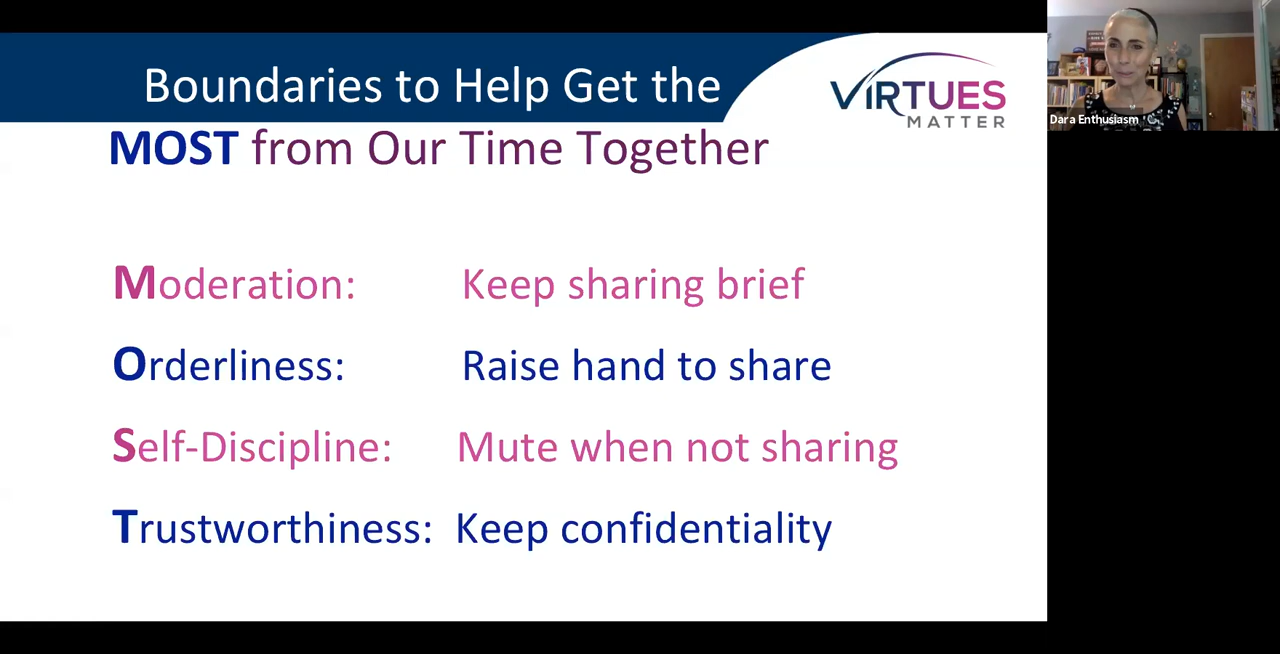 Boundaries to Help Get the
MOST from Our Time Together
VIRTUES
MATTER
Dara Enthusiasm
Moderation: Keep sharing brief
Orderliness: Raise hand to share
Self-Discipline: Mute when not sharing
Trustworthiness: Keep confidentiality